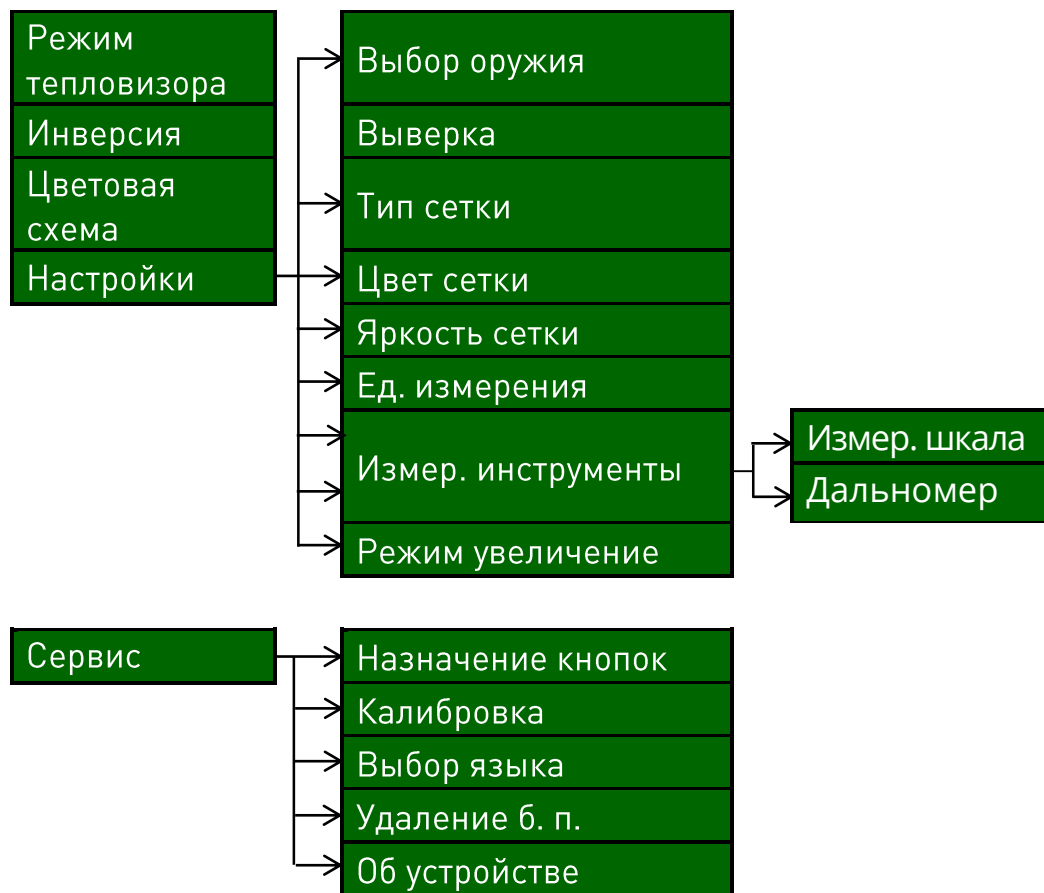 Режим
тепловизора
Инверсия
Цветовая
схема
Настройки
Выбор оружия
Выверка
Тип сетки
Цвет сетки
Яркость сетки
Ед. измерения
Измер. инструменты
Режим увеличение
Измер. шкала
Дальномер
Сервис
Назначение кнопок
Калибровка
Выбор языка
Удаление б. п.
Об устройстве